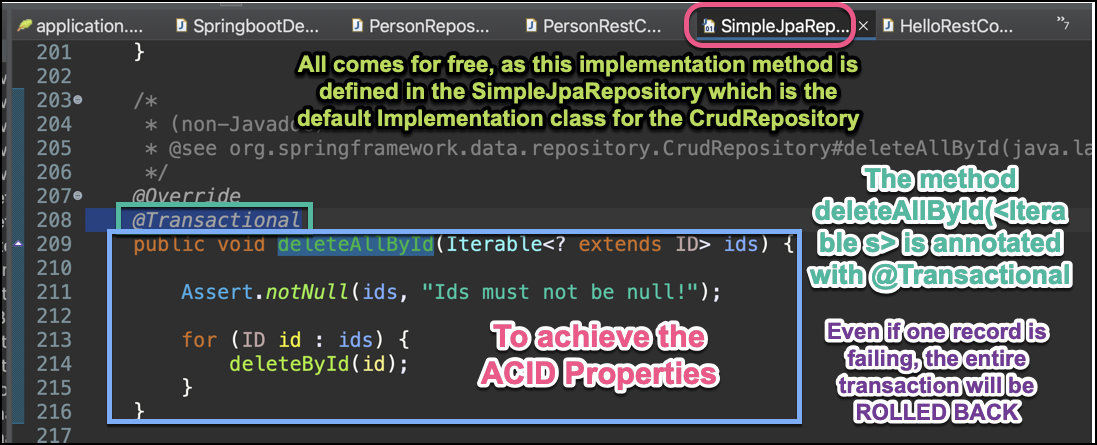 application.... SpringbootDe... PersonRepos... PersonRestC... SimpleJpaRep... × HelloRestCo... »7
201 }
202
All comes for free, as this implementation method is
defined in the SimpleJpaRepository which is the
default Implementation class for the CrudRepository
203 /*
204 * (non-Javadoc)
205 * @see org.springframework.data.repository.CrudRepository#deleteAllById(java.la
206 */
207 @Override
208 @Transactional
209 public void deleteAllById(Iterable<? extends ID> ids) {
210
211 Assert.notNull(ids, "Ids must not be null!");
212
213 for (ID id : ids) {
214 deleteById(id);
215 }
216 }
217
The method
deleteAllById(<Itera
ble s> is annotated
with @Transactional
To achieve the
ACID Properties
Even if one record is
failing, the entire
transaction will be
ROLLED BACK